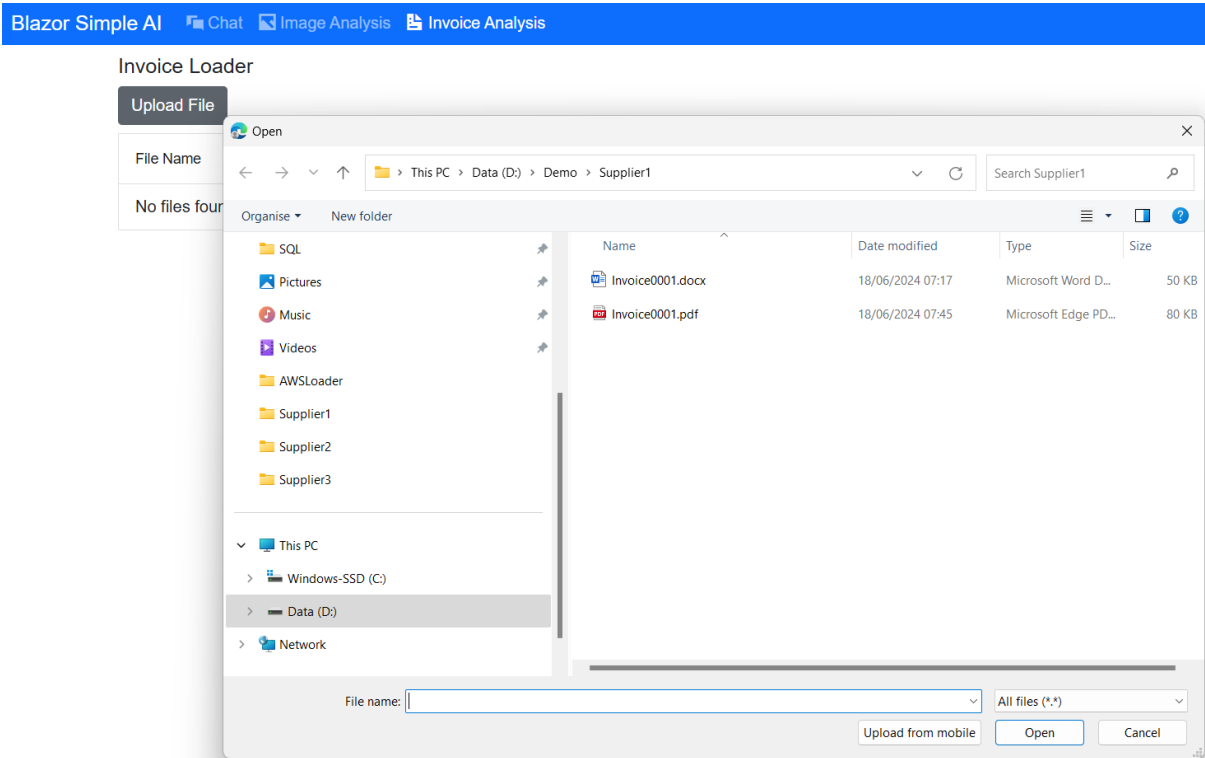 Blazor Simple AI Chat Image Analysis Invoice Analysis
Invoice Loader
Upload File
File Name
No files four
Open
This PC > Data (D:) > Demo > Supplier1
Search Supplier1
Organise
New folder
?
SQL
Pictures
Music
Videos
AWSLoader
Supplier1
Supplier2
Supplier3
This PC
Windows-SSD (C:)
Data (D:)
Network
Name Date modified Type Size
Invoice0001.docx 18/06/2024 07:17 Microsoft Word D... 50 KB
PDF Invoice0001.pdf 18/06/2024 07:45 Microsoft Edge PD... 80 KB
File name:
All files (*.*)
Upload from mobile Open Cancel